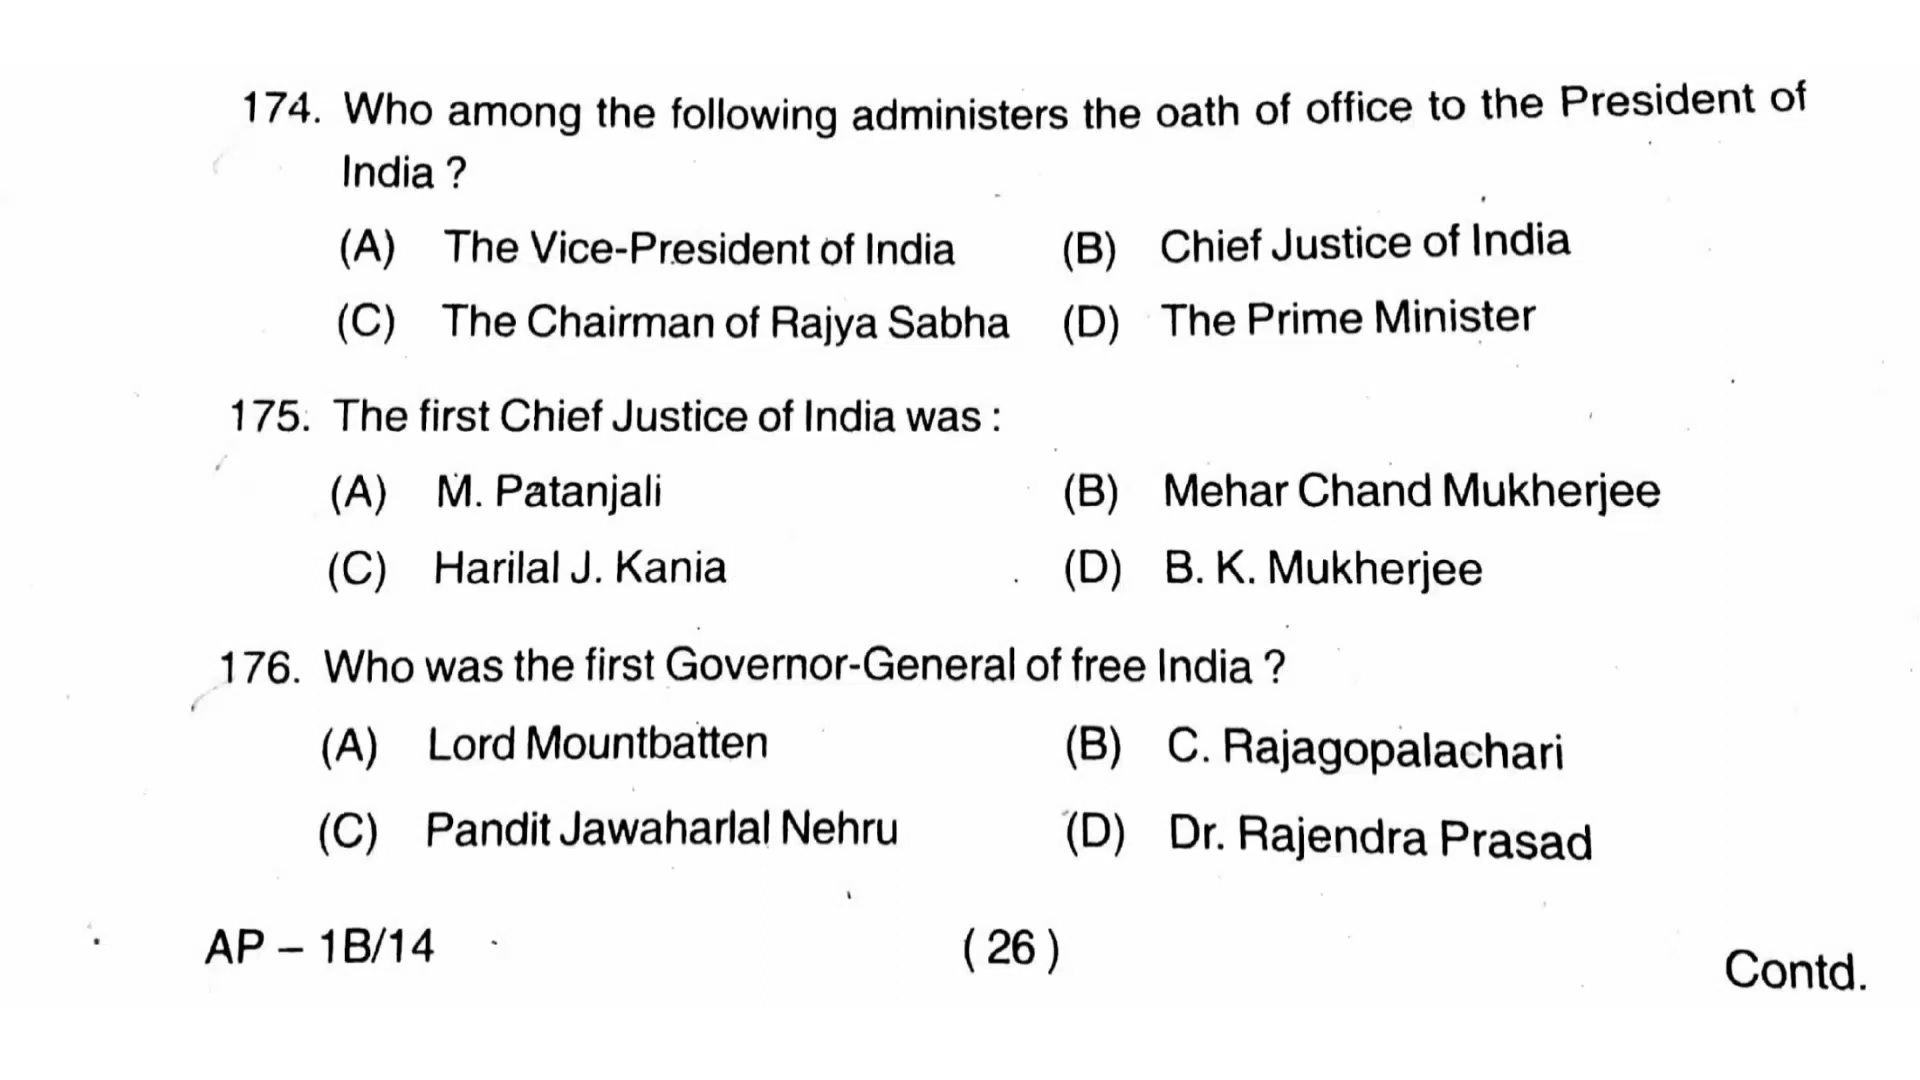 174. Who among the following administers the oath of office to the President of
India ?
(A) The Vice-President of India (B) Chief Justice of India
(C) The Chairman of Rajya Sabha (D) The Prime Minister
175. The first Chief Justice of India was :
(A) M. Patanjali (B) Mehar Chand Mukherjee
(C) Harilal J. Kania (D) B. K. Mukherjee
176. Who was the first Governor-General of free India ?
(A) Lord Mountbatten (B) C. Rajagopalachari
(C) Pandit Jawaharlal Nehru (D) Dr. Rajendra Prasad
AP – 1B/14 ( 26 ) Contd.